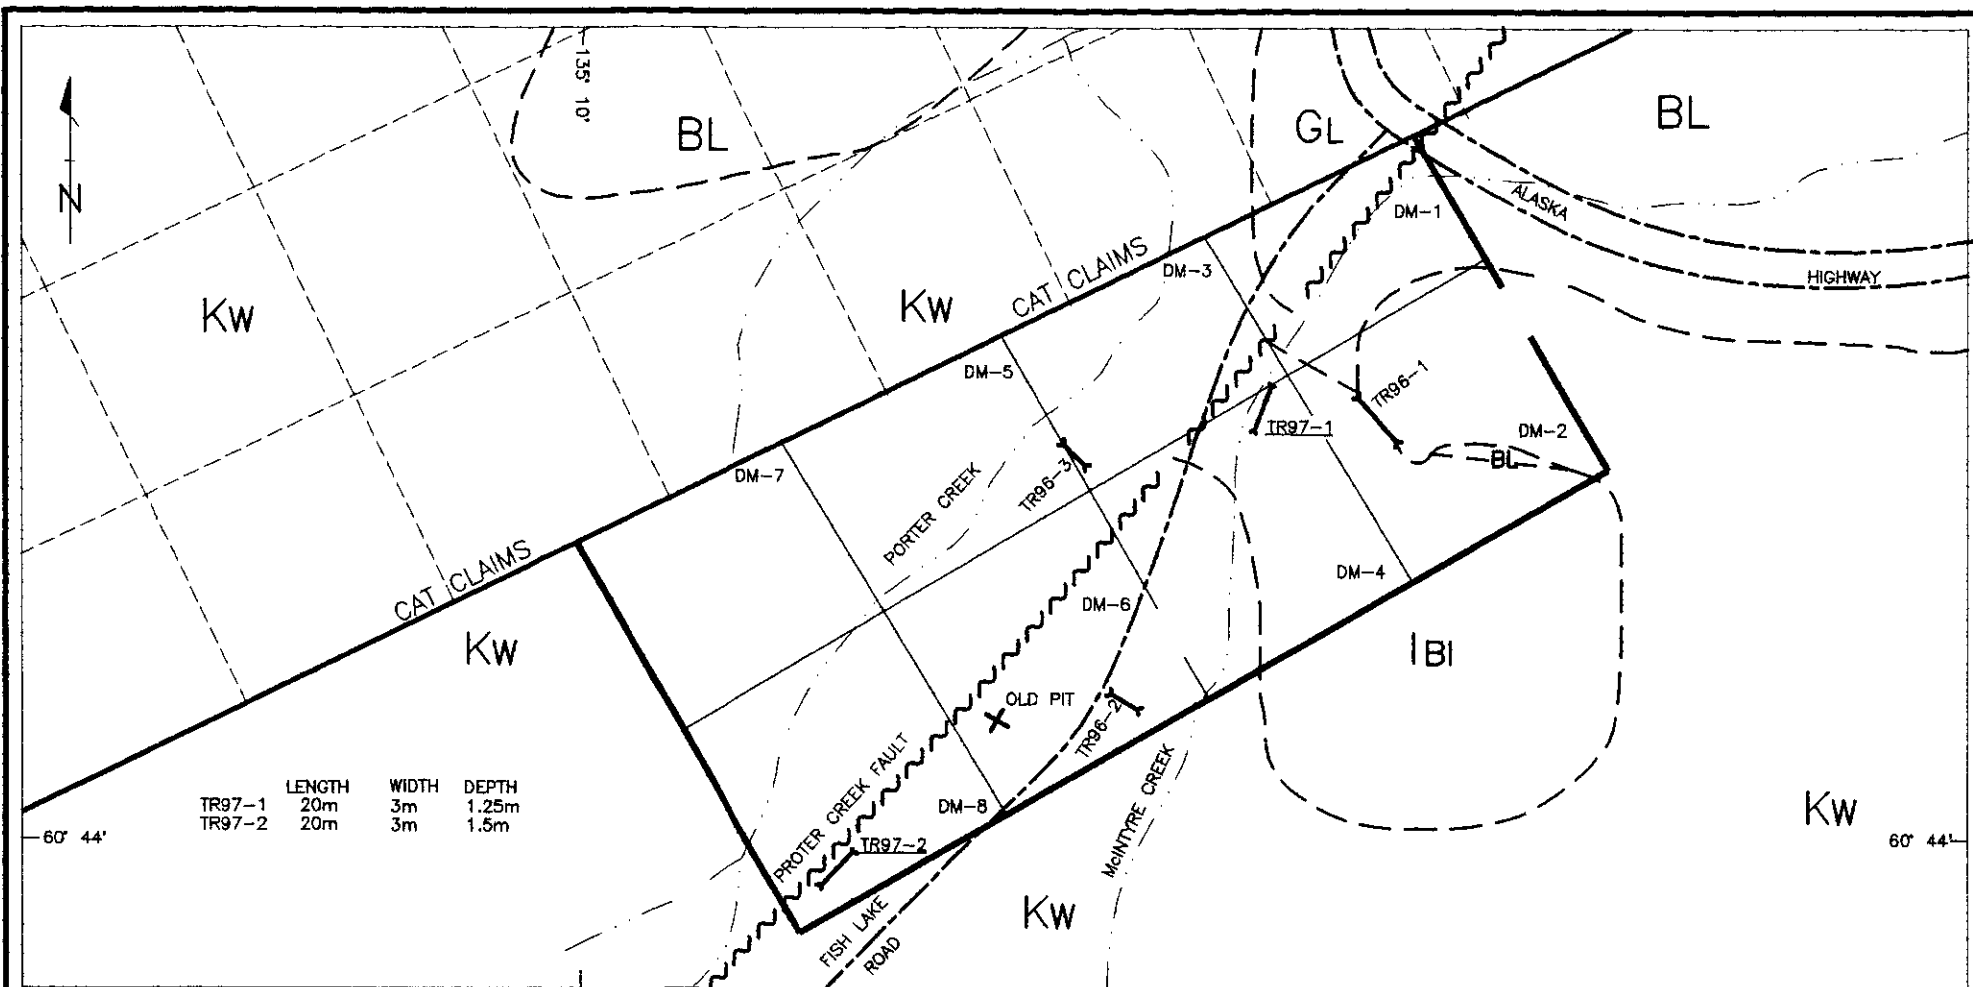 -135° 10'
BL
GL
BL
N
ALASKA
HIGHWAY
DM-1
KW
KW
CAT CLAIMS
DM-3
DM-5
TR96-1
TR97-1
DM-2
BL
DM-7
TR96-3
PORTER CREEK
CAT CLAIMS
KW
DM-4
DM-6
IBI
OLD PIT
TR96-2
PROTER CREEK FAULT
McINTYRE CREEK
LENGTH WIDTH DEPTH
TR97-1 20m 3m 1.25m
TR97-2 20m 3m 1.5m
DM-8
KW
60° 44'
60° 44'
TR97-2
KW
FISH LAKE
ROAD